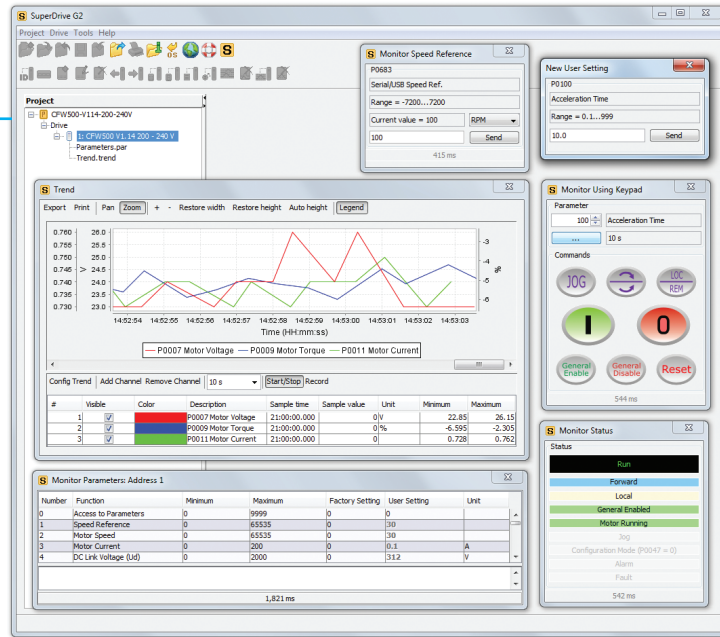 SuperDrive G2
Project Drive Tools Help
OS
S
ID
Project
CFW500-V114-200-240V
Drive
1: CFW500 V1.14 200 - 240 V
Parameters.par
Trend.trend
S Monitor Speed Reference
P0683
Serial/USB Speed Ref.
Range = -7200...7200
Current value = 100 RPM
100 Send
415 ms
New User Setting
P0100
Acceleration Time
Range = 0.1...999
10.0 Send
S Trend
Export Print Pan Zoom + - Restore width Restore height Auto height Legend
0.760 26.0
0.755 25.5 -3
0.750 25.0
0.745 V 24.5 -4 %
0.740 24.0 -5
0.735 23.5
0.730 23.0 -6
14:52:54 14:52:55 14:52:56 14:52:57 14:52:58 14:52:59 14:53:00 14:53:01 14:53:02 14:53:03
Time (HH:mm:ss)
P0007 Motor Voltage P0009 Motor Torque P0011 Motor Current
Config Trend Add Channel Remove Channel 10 s Start/Stop Record
# Visible Color Description Sample time Sample value Unit Minimum Maximum
1 P0007 Motor Voltage 21:00:00.000 0 V 22.85 26.15
2 P0009 Motor Torque 21:00:00.000 0 % -6.595 -2.305
3 P0011 Motor Current 21:00:00.000 0 0.728 0.762
S Monitor Using Keypad
Parameter
100 Acceleration Time
... 10 s
Commands
JOG LOC REM
I 0
General Enable General Disable Reset
544 ms
S Monitor Parameters: Address 1
Number Function Minimum Maximum Factory Setting User Setting Unit
0 Access to Parameters 0 9999 0 0
1 Speed Reference 0 65535 0 30
2 Motor Speed 0 65535 0 30
3 Motor Current 0 200 0 0.1 A
4 DC Link Voltage (Ud) 0 2000 0 312 V
1,821 ms
S Monitor Status
Status
Run
Forward
Local
General Enabled
Motor Running
Jog
Configuration Mode (P0047 = 0)
Alarm
Fault
542 ms